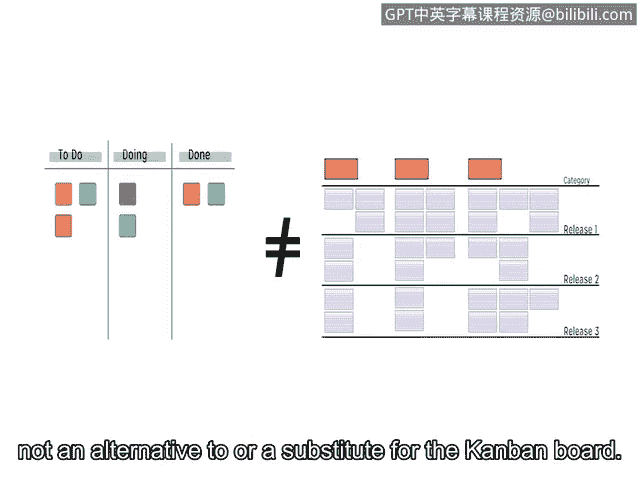 GPT中英字幕课程资源@bilibili.com
To Do Doing Done
Category
Release 1
≠
Release 2
Release 3
not an alternative to or a substitute for the Kanban board.